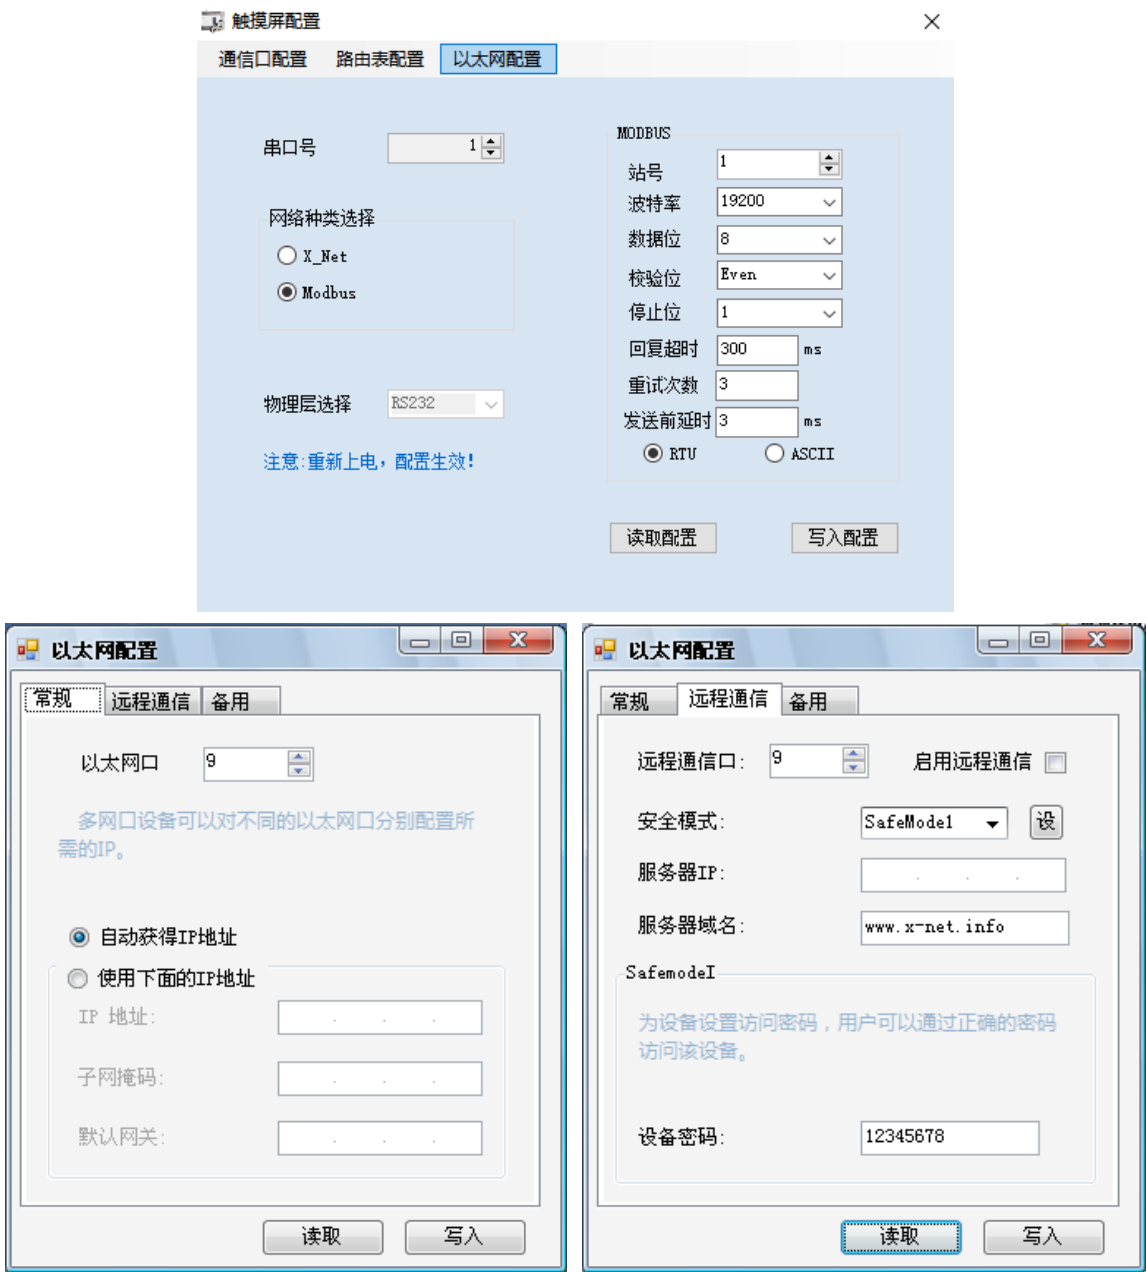 触摸屏配置
通信口配置 路由表配置 以太网配置
串口号 1
网络种类选择
X_Net
Modbus
物理层选择 RS232
注意:重新上电，配置生效!
MODBUS
站号 1
波特率 19200
数据位 8
校验位 Even
停止位 1
回复超时 300 ms
重试次数 3
发送前延时 3 ms
RTU ASCII
读取配置 写入配置
以太网配置
常规 远程通信 备用
以太网口 9
多网口设备可以对不同的以太网口分别配置所
需的IP。
自动获得IP地址
使用下面的IP地址
IP 地址:
子网掩码:
默认网关:
读取 写入
以太网配置
常规 远程通信 备用
远程通信口: 9 启用远程通信
安全模式: SafeMode1 设
服务器IP:
服务器域名: www.x-net.info
SafemodeI
为设备设置访问密码，用户可以通过正确的密码
访问该设备。
设备密码: 12345678
读取 写入